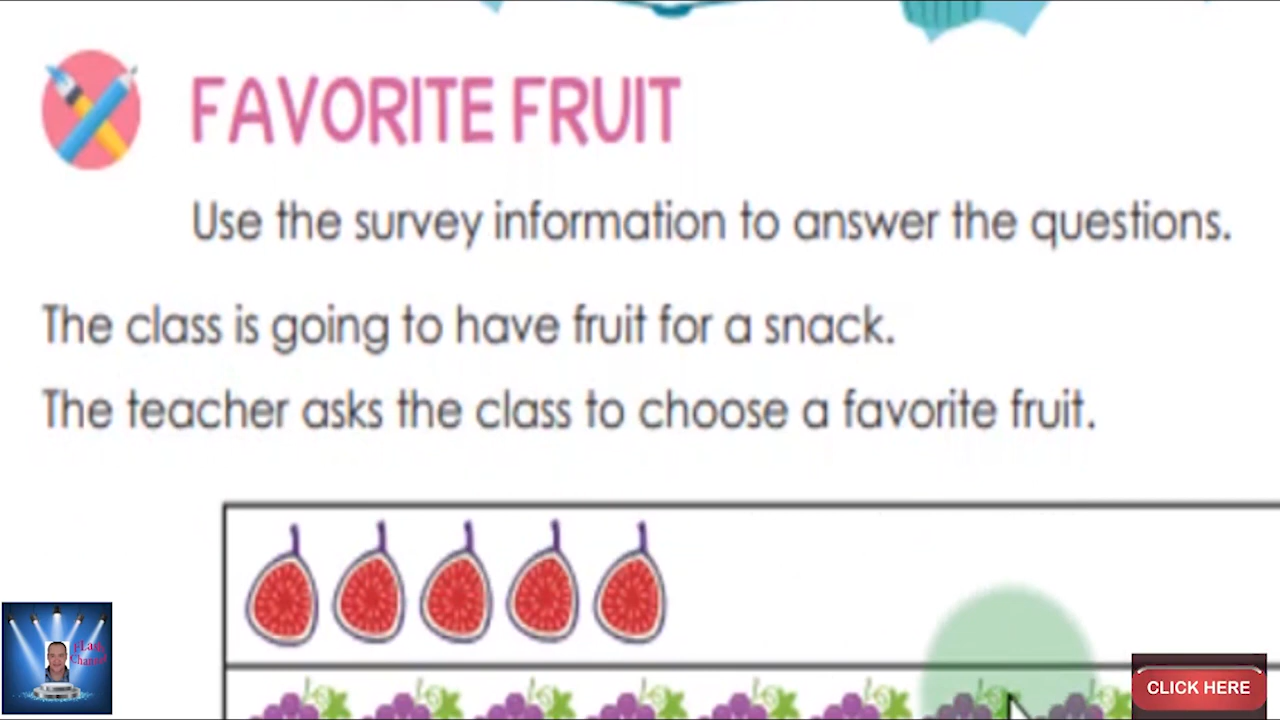 FAVORITE FRUIT
Use the survey information to answer the questions.
The class is going to have fruit for a snack.
The teacher asks the class to choose a favorite fruit.
CLICK HERE